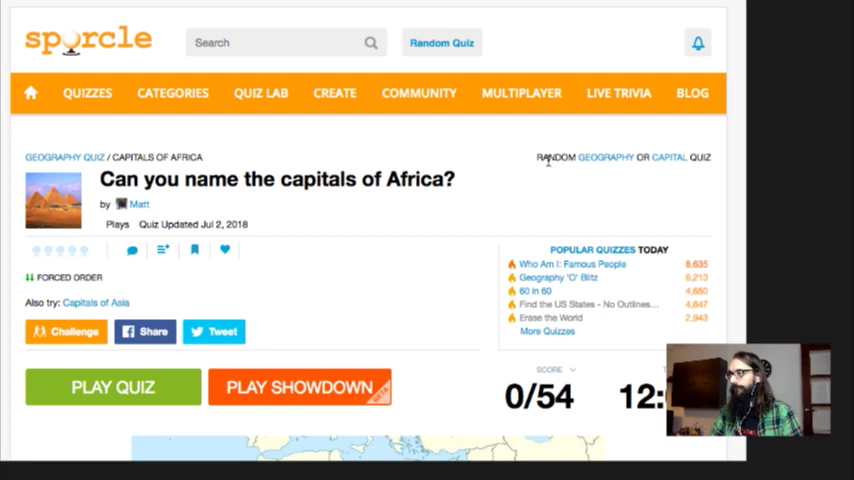 sporcle
Search
Random Quiz
QUIZZES CATEGORIES QUIZ LAB CREATE COMMUNITY MULTIPLAYER LIVE TRIVIA BLOG
GEOGRAPHY QUIZ / CAPITALS OF AFRICA
RANDOM GEOGRAPHY OR CAPITAL QUIZ
Can you name the capitals of Africa?
by Matt
Plays Quiz Updated Jul 2, 2018
FORCED ORDER
Also try: Capitals of Asia
Challenge Share Tweet
POPULAR QUIZZES TODAY
Who Am I: Famous People 8,635
Geography 'O' Blitz 6,213
60 in 60 4,650
Find the US States - No Outlines... 4,647
Erase the World 2,943
More Quizzes
PLAY QUIZ
PLAY SHOWDOWN
BETA
SCORE
0/54
12: